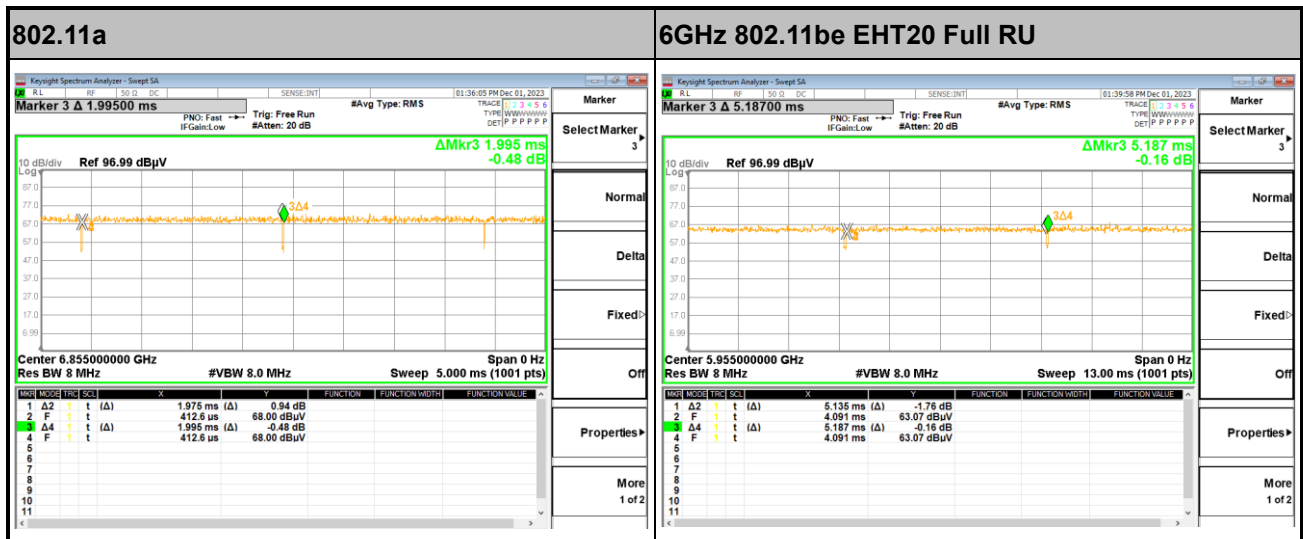 802.11a
Keysight Spectrum Analyzer - Swept SA
RL RF 50 Ω DC SENSE:INT 01:36:05 PM Dec 01, 2023
Marker 3 Δ 1.99500 ms
PNO: Fast
IFGain:Low
Trig: Free Run
#Atten: 20 dB
#Avg Type: RMS
TRACE 1 2 3 4 5 6
TYPE WWWWWW
DET P P P P P P
ΔMkr3 1.995 ms
-0.48 dB
10 dB/div Ref 96.99 dBµV
Log
87.0
77.0
67.0
57.0
47.0
37.0
27.0
17.0
6.99
3Δ4
Center 6.855000000 GHz Span 0 Hz
Res BW 8 MHz #VBW 8.0 MHz Sweep 5.000 ms (1001 pts)
MKR MODE TRC SCL X Y FUNCTION FUNCTION WIDTH FUNCTION VALUE
1 Δ2 1 t (Δ) 1.975 ms (Δ) 0.94 dB
2 F 1 t 412.6 µs 68.00 dBµV
3 Δ4 1 t (Δ) 1.995 ms (Δ) -0.48 dB
4 F 1 t 412.6 µs 68.00 dBµV
5
6
7
8
9
10
11
Marker
Select Marker
3
Normal
Delta
Fixed
Off
Properties
More
1 of 2
6GHz 802.11be EHT20 Full RU
Keysight Spectrum Analyzer - Swept SA
RL RF 50 Ω DC SENSE:INT 01:39:58 PM Dec 01, 2023
Marker 3 Δ 5.18700 ms
PNO: Fast
IFGain:Low
Trig: Free Run
#Atten: 20 dB
#Avg Type: RMS
TRACE 1 2 3 4 5 6
TYPE WWWWWW
DET P P P P P P
ΔMkr3 5.187 ms
-0.16 dB
10 dB/div Ref 96.99 dBµV
Log
87.0
77.0
67.0
57.0
47.0
37.0
27.0
17.0
6.99
3Δ4
Center 5.955000000 GHz Span 0 Hz
Res BW 8 MHz #VBW 8.0 MHz Sweep 13.00 ms (1001 pts)
MKR MODE TRC SCL X Y FUNCTION FUNCTION WIDTH FUNCTION VALUE
1 Δ2 1 t (Δ) 5.135 ms (Δ) -1.76 dB
2 F 1 t 4.091 ms 63.07 dBµV
3 Δ4 1 t (Δ) 5.187 ms (Δ) -0.16 dB
4 F 1 t 4.091 ms 63.07 dBµV
5
6
7
8
9
10
11
Marker
Select Marker
3
Normal
Delta
Fixed
Off
Properties
More
1 of 2